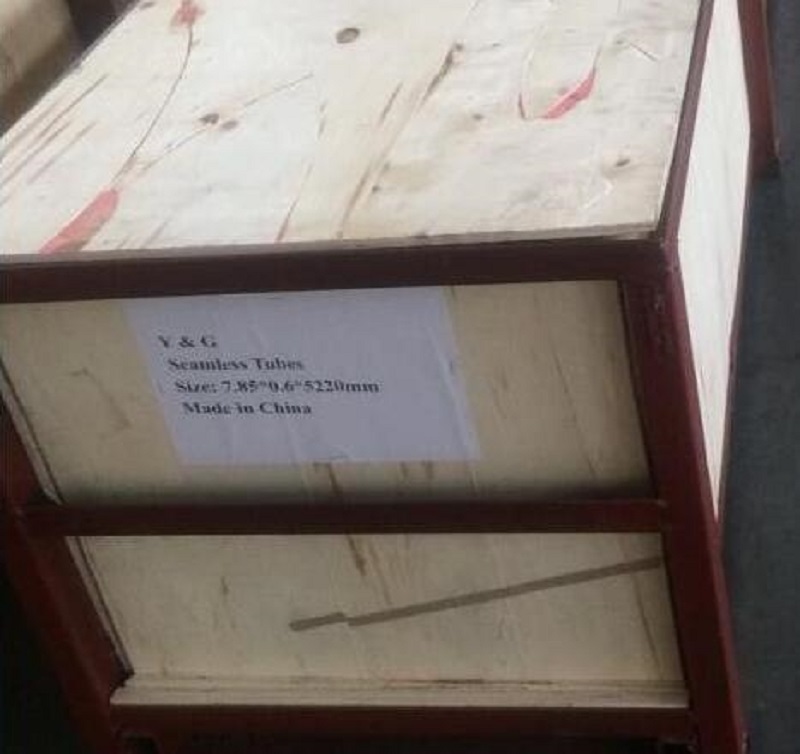 Y & G
Seamless Tubes
Size: 7.85*0.6*5220mm
Made in China